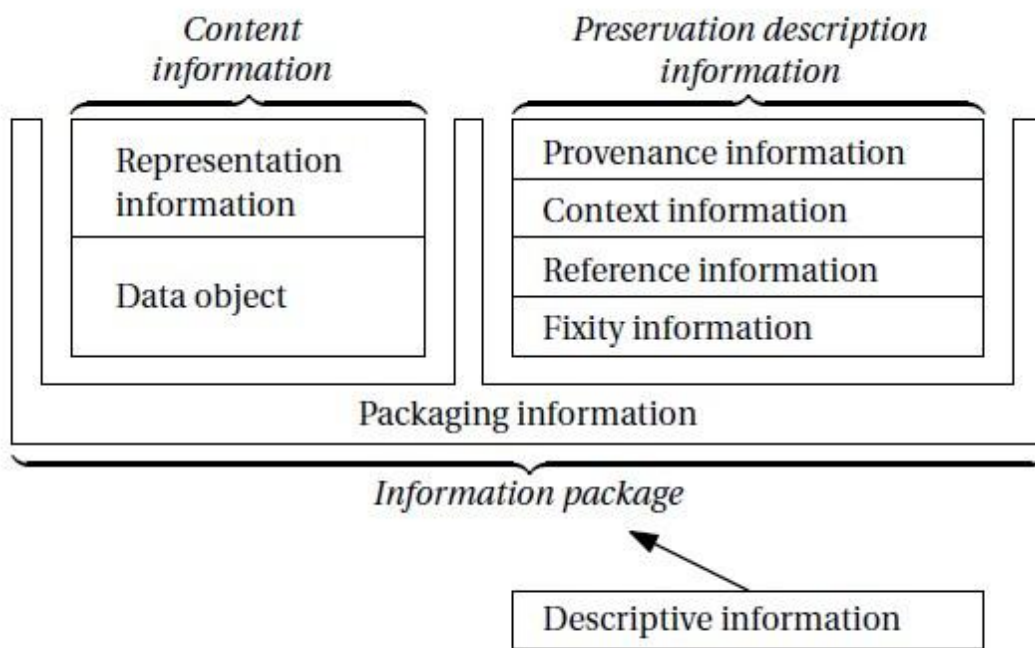 Content
information
Preservation description
information
Representation
information
Data object
Provenance information
Context information
Reference information
Fixity information
Packaging information
Information package
Descriptive information